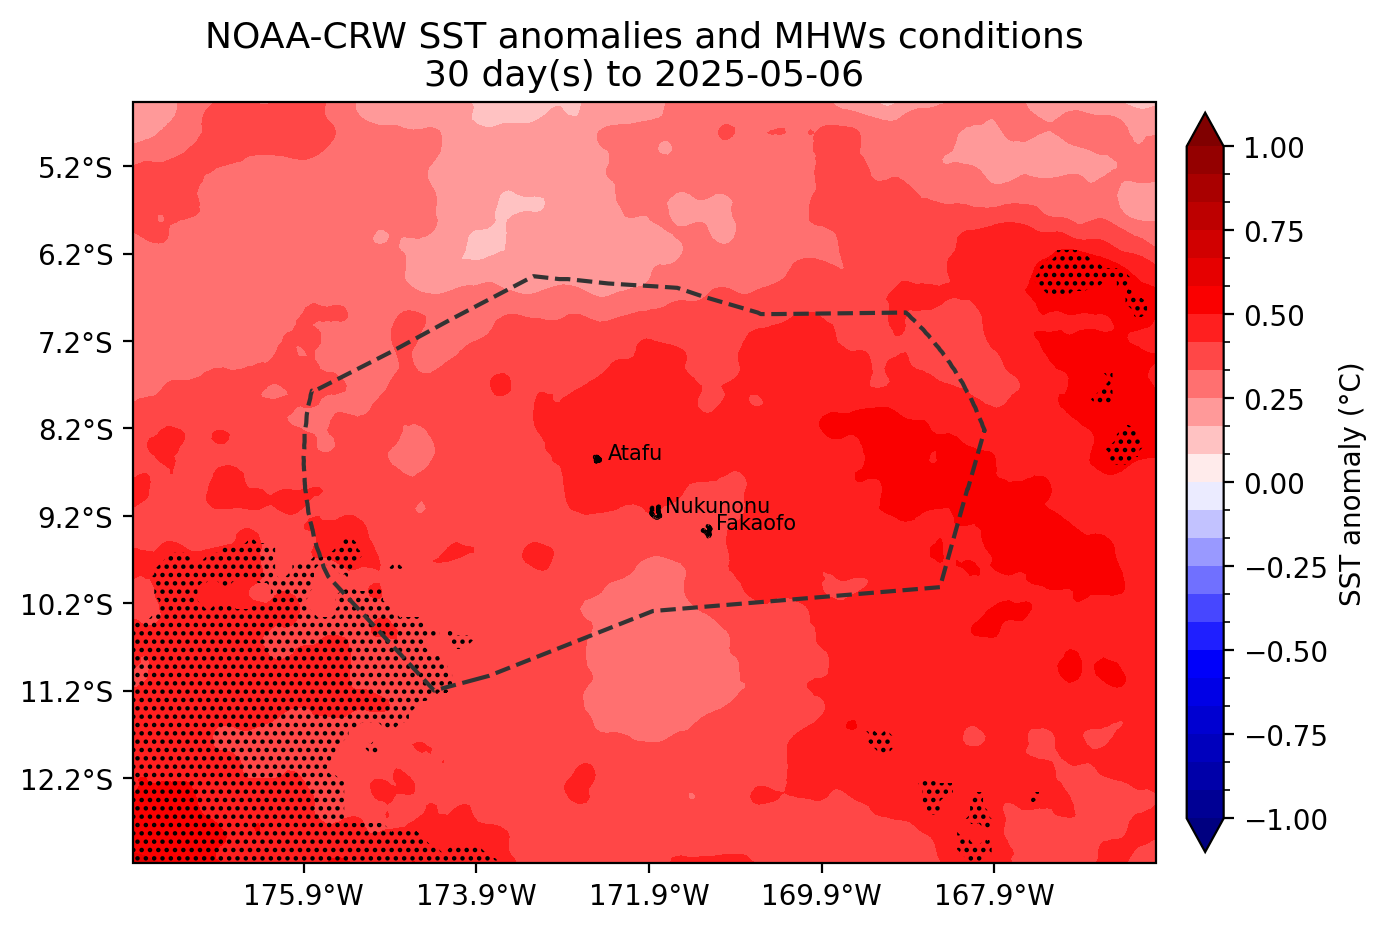 NOAA-CRW SST anomalies and MHWs conditions
30 day(s) to 2025-05-06
5.2°S
6.2°S
7.2°S
8.2°S
9.2°S
10.2°S
11.2°S
12.2°S
Atafu
Nukunonu
Fakaofo
175.9°W
173.9°W
171.9°W
169.9°W
167.9°W
1.00
0.75
0.50
0.25
0.00
−0.25
−0.50
−0.75
−1.00
SST anomaly (°C)